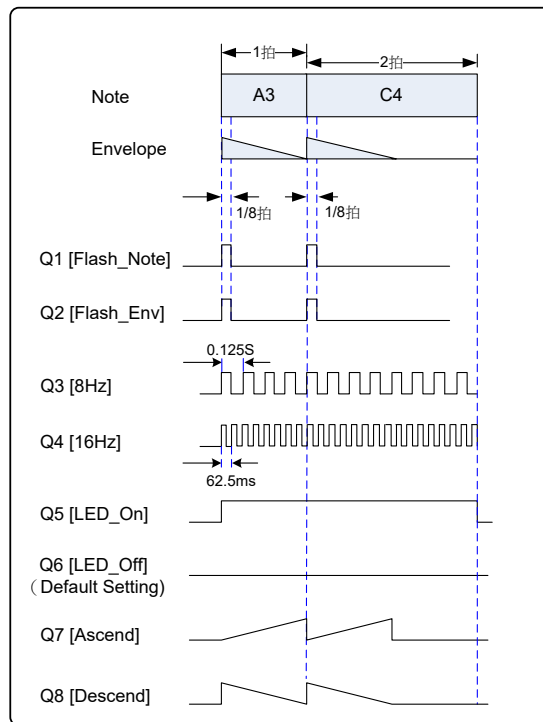 1拍
2拍
Note
A3
C4
Envelope
1/8拍
1/8拍
Q1 [Flash_Note]
Q2 [Flash_Env]
0.125S
Q3 [8Hz]
Q4 [16Hz]
62.5ms
Q5 [LED_On]
Q6 [LED_Off]
（Default Setting)
Q7 [Ascend]
Q8 [Descend]